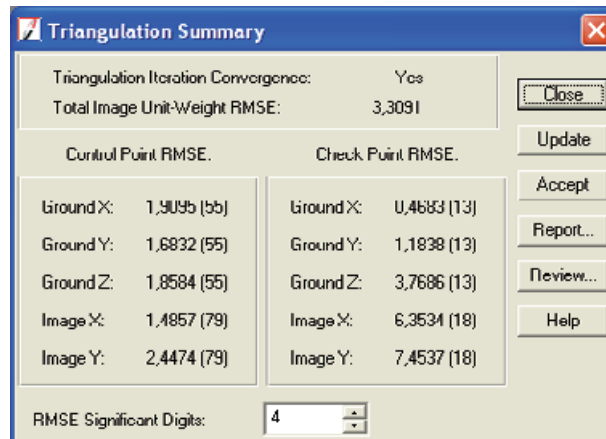 Triangulation Summary
Triangulation Iteration Convergence: Yes
Total Image Unit-Weight RMSE: 3,3091
Close
Update
Accept
Report...
Review...
Help
Control Point RMSE.
Ground X: 1,9095 (55)
Ground Y: 1,6832 (55)
Ground Z: 1,8584 (55)
Image X: 1,4857 (79)
Image Y: 2,4474 (79)
Check Point RMSE.
Ground X: 0,4683 (13)
Ground Y: 1,1838 (13)
Ground Z: 3,7686 (13)
Image X: 6,3534 (18)
Image Y: 7,4537 (18)
RMSE Significant Digits: 4